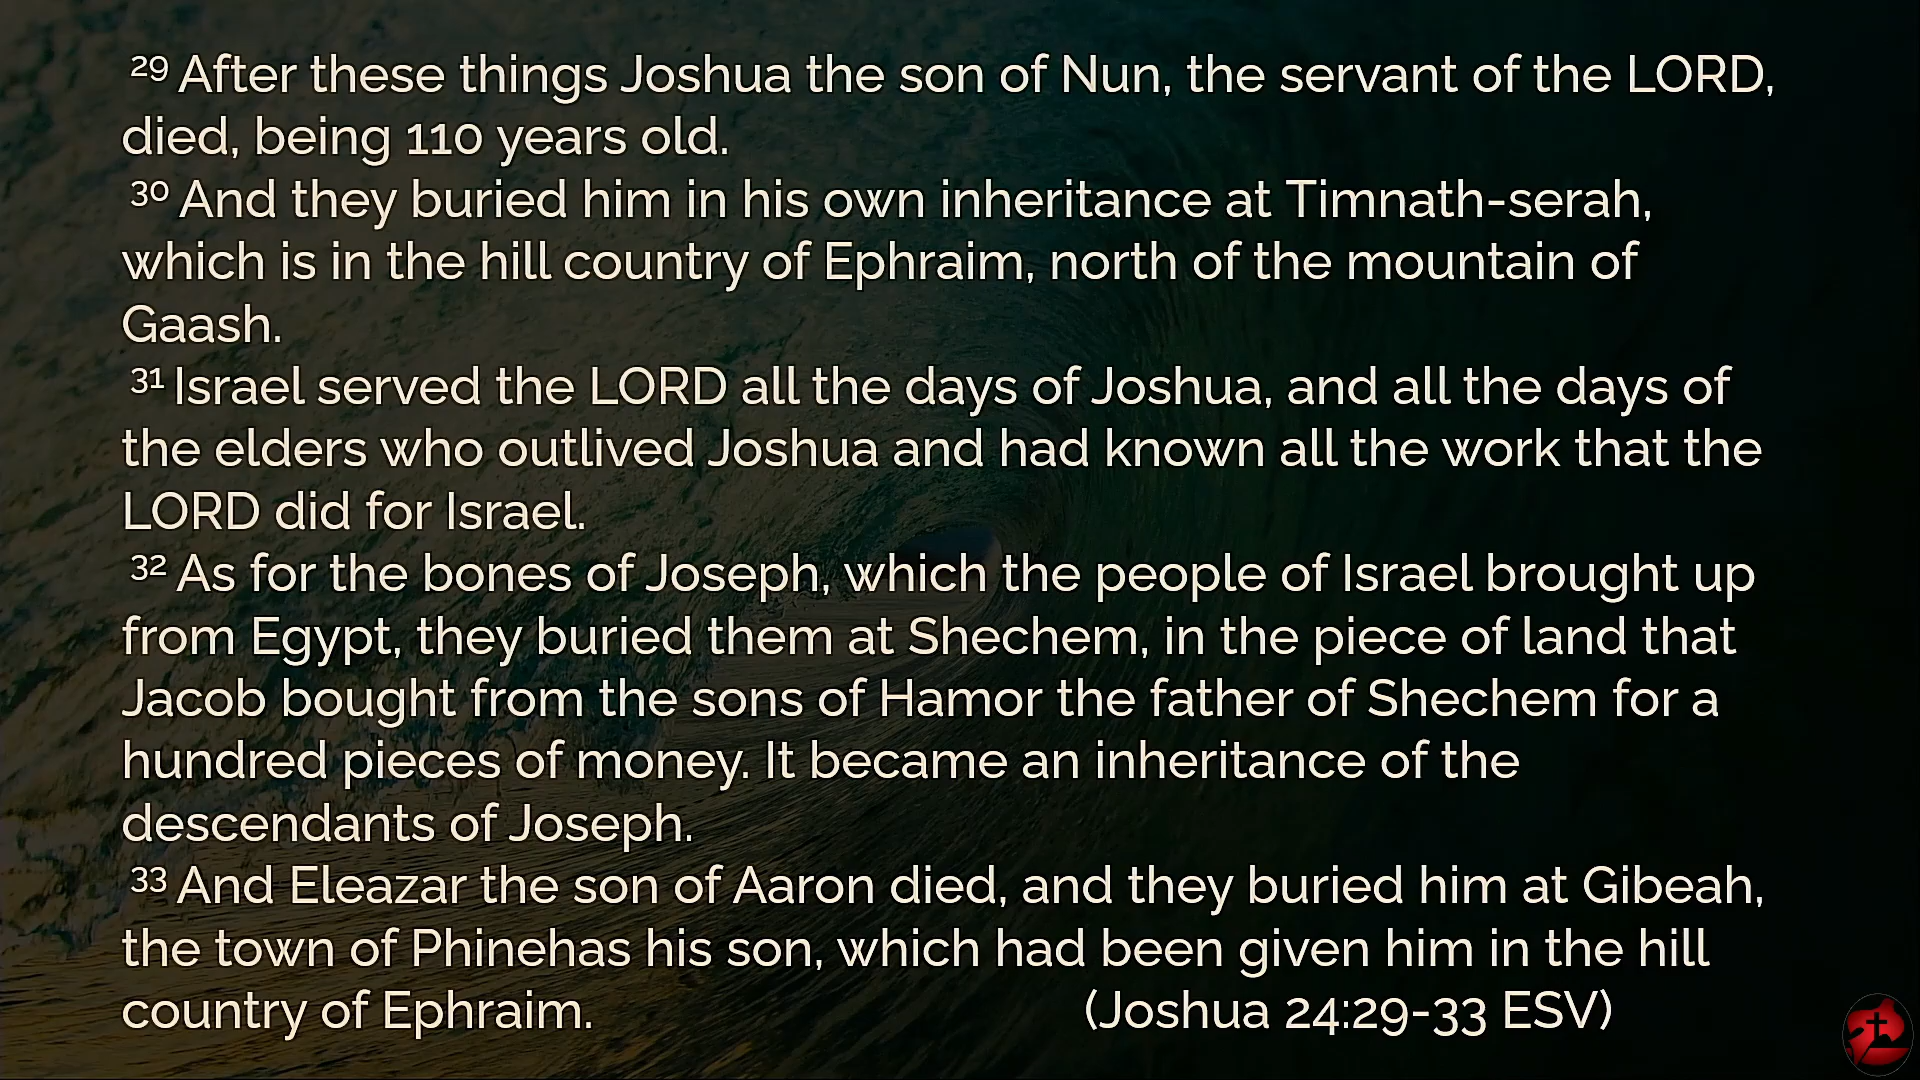 29 After these things Joshua the son of Nun, the servant of the LORD,
died, being 110 years old.
30 And they buried him in his own inheritance at Timnath-serah,
which is in the hill country of Ephraim, north of the mountain of
Gaash.
31 Israel served the LORD all the days of Joshua, and all the days of
the elders who outlived Joshua and had known all the work that the
LORD did for Israel.
32 As for the bones of Joseph, which the people of Israel brought up
from Egypt, they buried them at Shechem, in the piece of land that
Jacob bought from the sons of Hamor the father of Shechem for a
hundred pieces of money. It became an inheritance of the
descendants of Joseph.
33 And Eleazar the son of Aaron died, and they buried him at Gibeah,
the town of Phinehas his son, which had been given him in the hill
country of Ephraim. (Joshua 24:29-33 ESV)